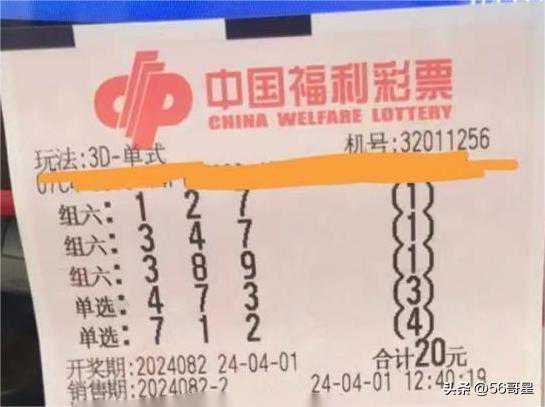 中国福利彩票
CHINA WELFARE LOTTERY
玩法:3D-单式 机号:32011256
组六: 1 2 7 (1)
组六: 3 4 7 (1)
组六: 3 8 9 (1)
单选: 4 7 3 (3)
单选: 7 1 2 (4)
合计20元
开奖期:2024082 24-04-01
销售期:2024082-2 24-04-01 12:40:19
头条 @56哥星